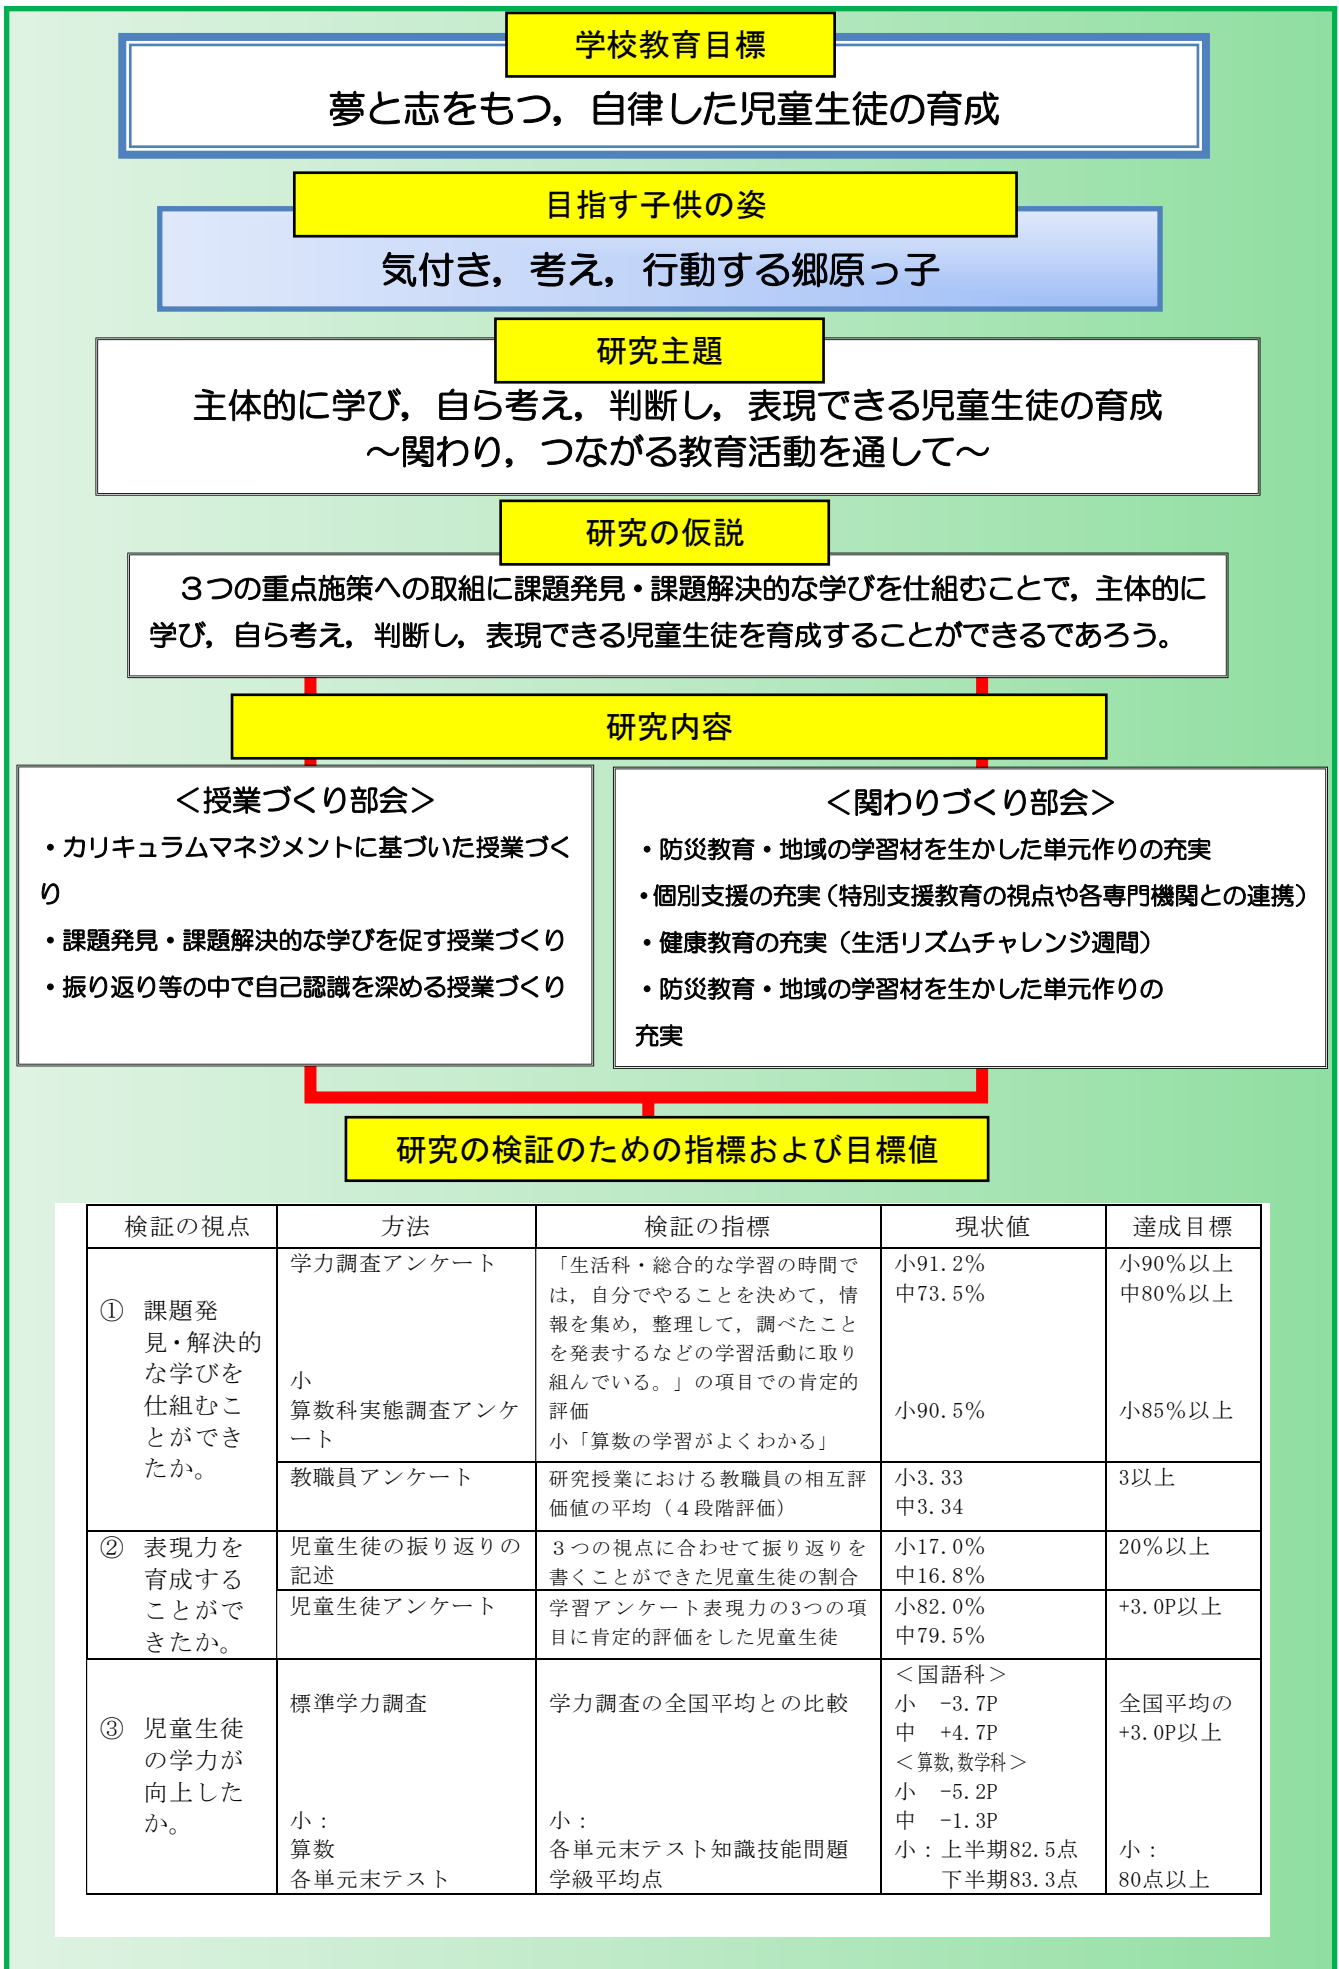 学校教育目標
夢と志をもつ，自律した児童生徒の育成
目指す子供の姿
気付き，考え，行動する郷原っ子
研究主題
主体的に学び，自ら考え，判断し，表現できる児童生徒の育成
～関わり，つながる教育活動を通して～
研究の仮説
３つの重点施策への取組に課題発見・課題解決的な学びを仕組むことで，主体的に
学び，自ら考え，判断し，表現できる児童生徒を育成することができるであろう。
研究内容
＜授業づくり部会＞
・カリキュラムマネジメントに基づいた授業づく
り
・課題発見・課題解決的な学びを促す授業づくり
・振り返り等の中で自己認識を深める授業づくり
＜関わりづくり部会＞
・防災教育・地域の学習材を生かした単元作りの充実
・個別支援の充実（特別支援教育の視点や各専門機関との連携）
・健康教育の充実（生活リズムチャレンジ週間）
・防災教育・地域の学習材を生かした単元作りの
充実
研究の検証のための指標および目標値
検証の視点
方法
検証の指標
現状値
達成目標
① 課題発
見・解決的
な学びを
仕組むこ
とができ
たか。
学力調査アンケート
小
算数科実態調査アンケ
ート
「生活科・総合的な学習の時間で
は，自分でやることを決めて，情
報を集め，整理して，調べたこと
を発表するなどの学習活動に取り
組んでいる。」の項目での肯定的
評価
小「算数の学習がよくわかる」
小91.2％
中73.5％
小90.5％
小90％以上
中80％以上
小85％以上
教職員アンケート
研究授業における教職員の相互評
価値の平均（４段階評価）
小3.33
中3.34
3以上
② 表現力を
育成する
ことがで
きたか。
児童生徒の振り返りの
記述
３つの視点に合わせて振り返りを
書くことができた児童生徒の割合
小17.0％
中16.8％
20％以上
児童生徒アンケート
学習アンケート表現力の3つの項
目に肯定的評価をした児童生徒
小82.0％
中79.5％
+3.0P以上
③ 児童生徒
の学力が
向上した
か。
標準学力調査
小：
算数
各単元末テスト
学力調査の全国平均との比較
小：
各単元末テスト知識技能問題
学級平均点
＜国語科＞
小 -3.7P
中 +4.7P
＜算数,数学科＞
小 -5.2P
中 -1.3P
小：上半期82.5点
下半期83.3点
全国平均の
+3.0P以上
小：
80点以上